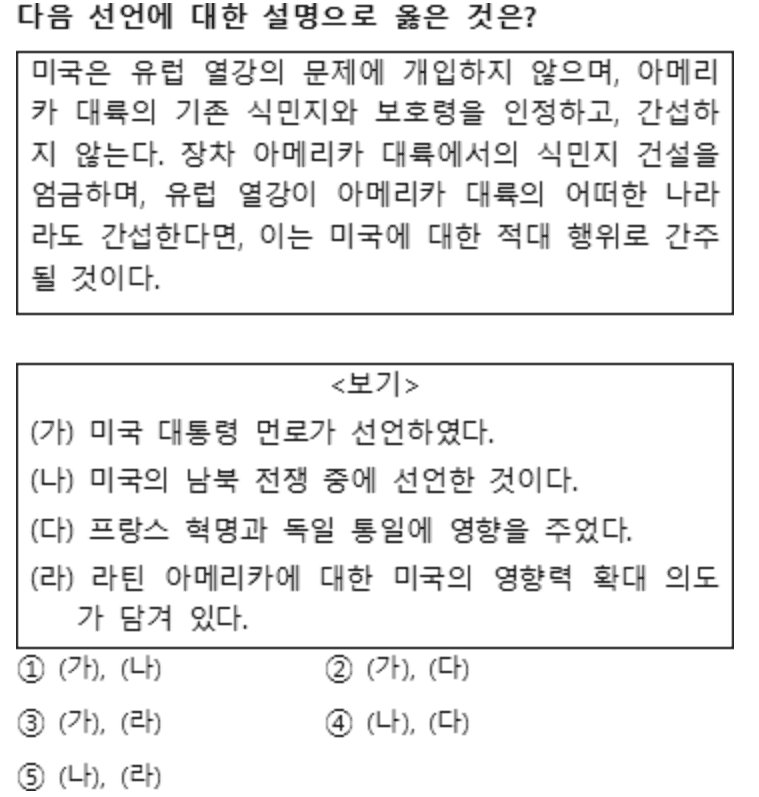 다음 선언에 대한 설명으로 옳은 것은?
미국은 유럽 열강의 문제에 개입하지 않으며, 아메리
카 대륙의 기존 식민지와 보호령을 인정하고, 간섭하
지 않는다. 장차 아메리카 대륙에서의 식민지 건설을
엄금하며, 유럽 열강이 아메리카 대륙의 어떠한 나라
라도 간섭한다면, 이는 미국에 대한 적대 행위로 간주
될 것이다.
<보기>
(가) 미국 대통령 먼로가 선언하였다.
(나) 미국의 남북 전쟁 중에 선언한 것이다.
(다) 프랑스 혁명과 독일 통일에 영향을 주었다.
(라) 라틴 아메리카에 대한 미국의 영향력 확대 의도
가 담겨 있다.
① (가), (나) ② (가), (다)
③ (가), (라) ④ (나), (다)
⑤ (나), (라)